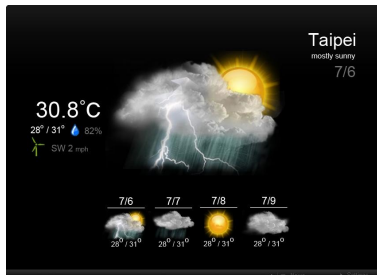 Taipei
mostly sunny
7/6
30.8°C
28° / 31° 82%
SW 2 mph
7/6 7/7 7/8 7/9
28° / 31° 28° / 31° 28° / 31° 28° / 31°